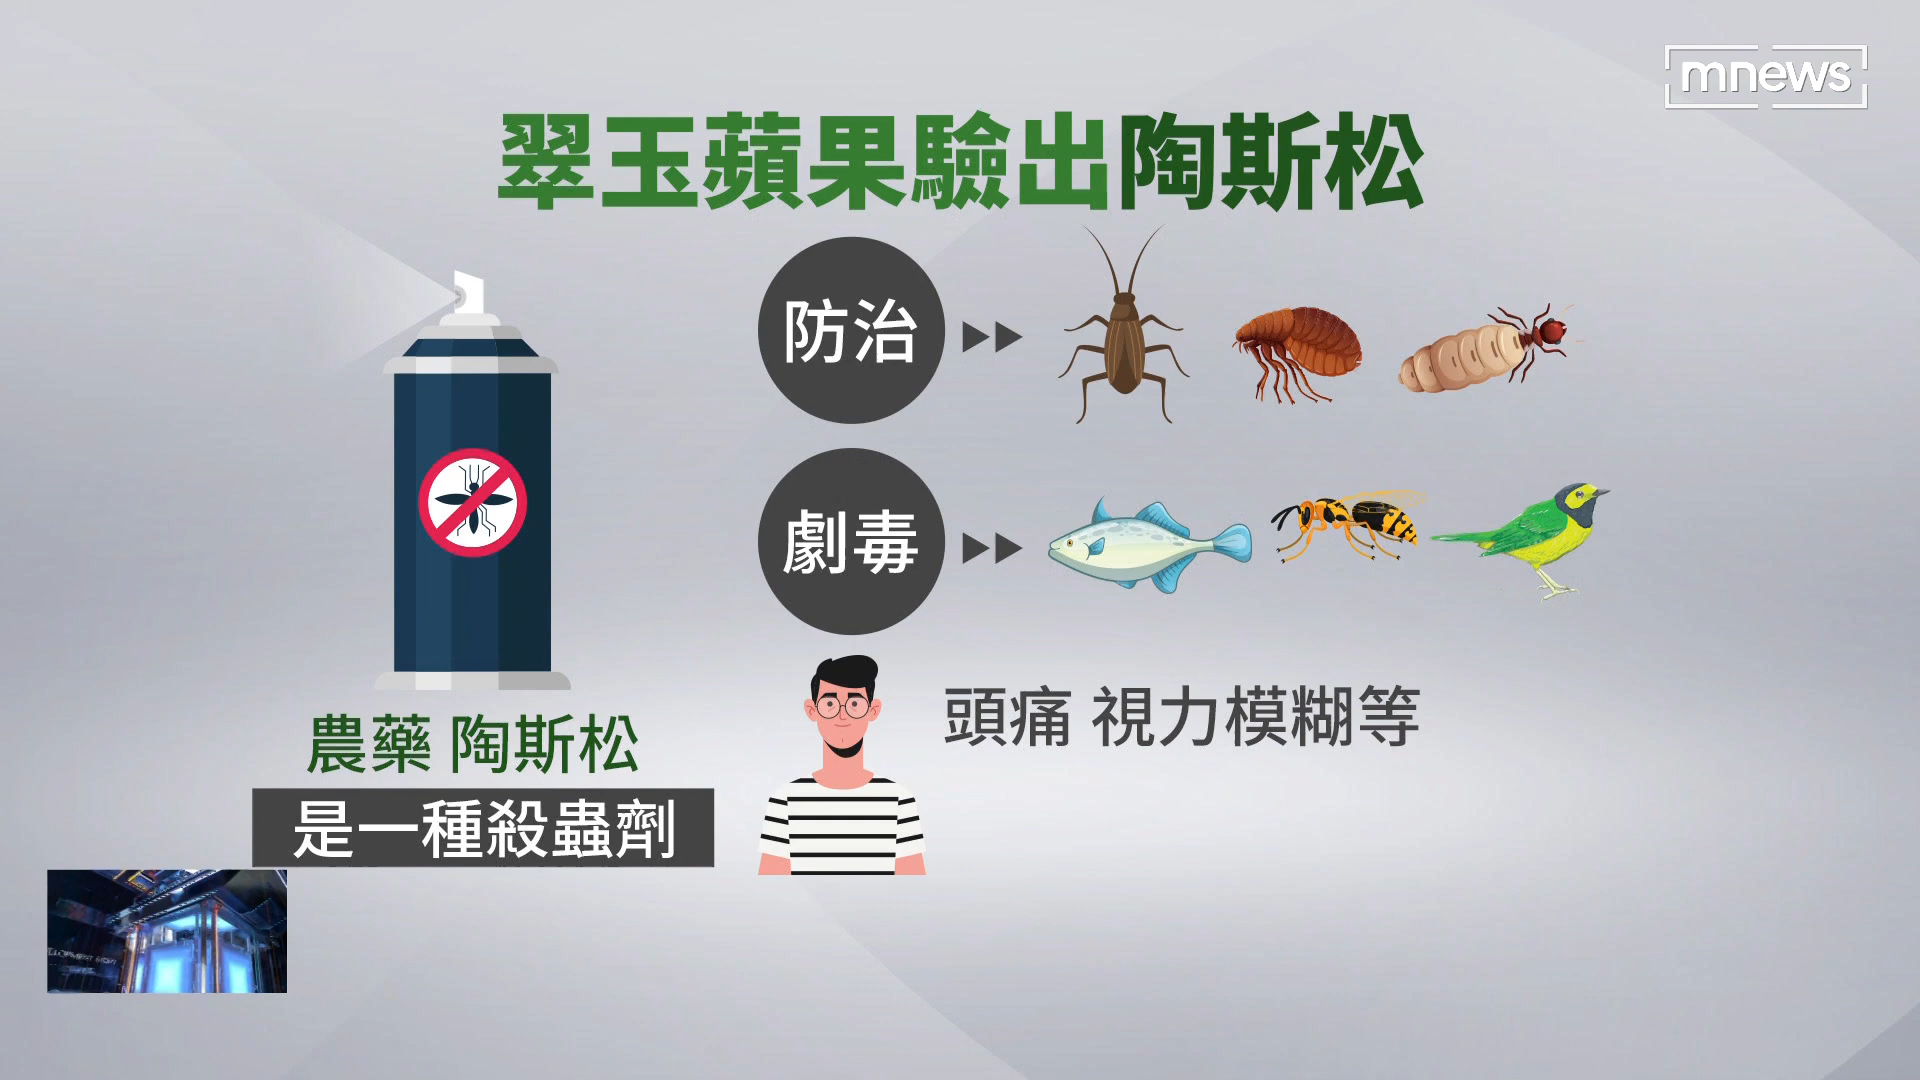 mnews
翠玉蘋果驗出陶斯松
防治
劇毒
頭痛 視力模糊等
農藥 陶斯松
是一種殺蟲劑